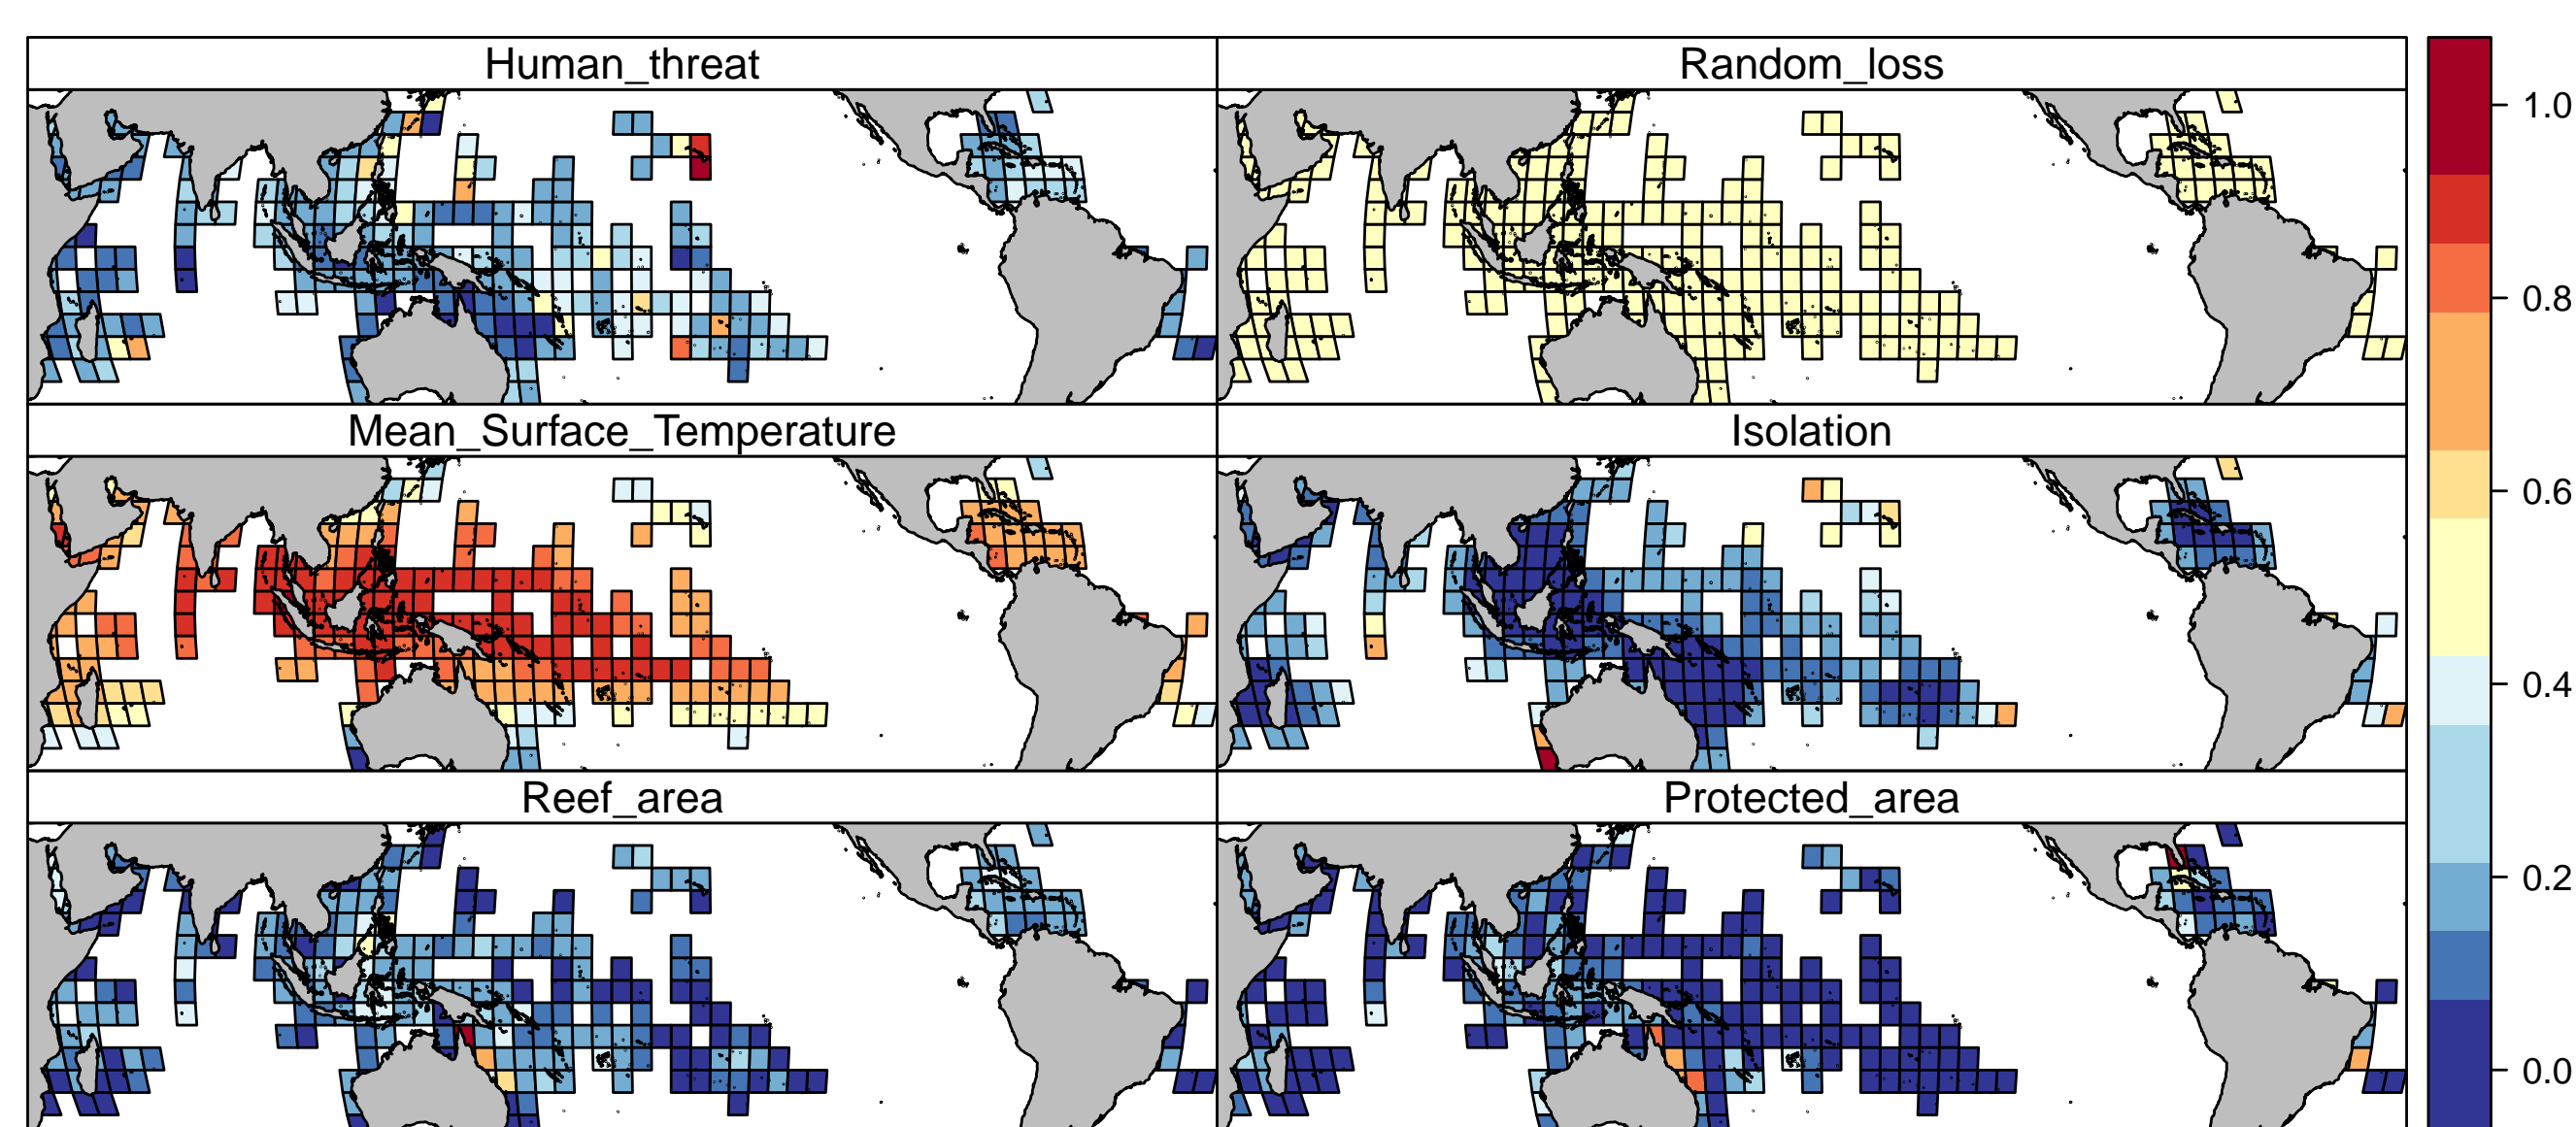 Human_threat
Random_loss
Mean_Surface_Temperature
Isolation
Reef_area
Protected_area
1.0
0.8
0.6
0.4
0.2
0.0